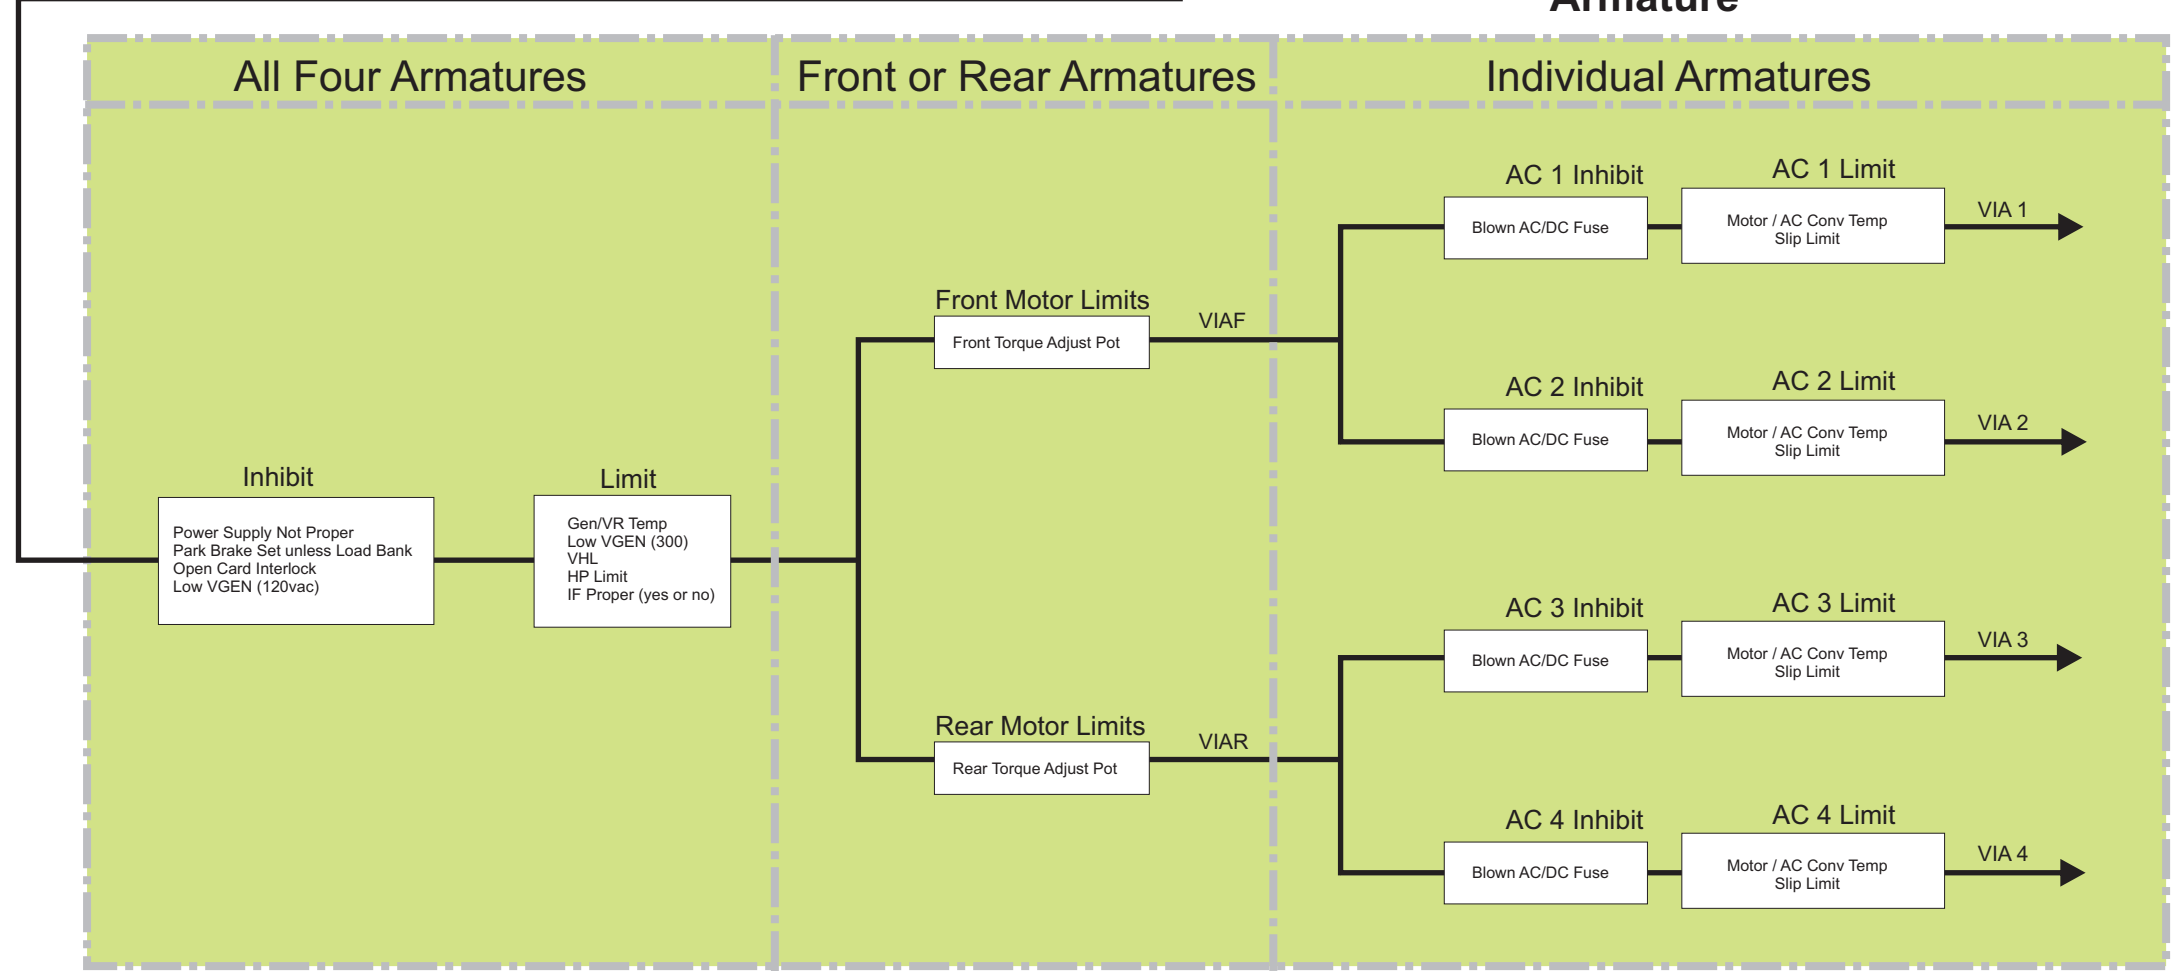 Armature
All Four Armatures
Front or Rear Armatures
Individual Armatures
Inhibit
Power Supply Not Proper
Park Brake Set unless Load Bank
Open Card Interlock
Low VGEN (120vac)
Limit
Gen/VR Temp
Low VGEN (300)
VHL
HP Limit
IF Proper (yes or no)
Front Motor Limits
Front Torque Adjust Pot
VIAF
Rear Motor Limits
Rear Torque Adjust Pot
VIAR
AC 1 Inhibit
Blown AC/DC Fuse
AC 1 Limit
Motor / AC Conv Temp
Slip Limit
VIA 1
AC 2 Inhibit
Blown AC/DC Fuse
AC 2 Limit
Motor / AC Conv Temp
Slip Limit
VIA 2
AC 3 Inhibit
Blown AC/DC Fuse
AC 3 Limit
Motor / AC Conv Temp
Slip Limit
VIA 3
AC 4 Inhibit
Blown AC/DC Fuse
AC 4 Limit
Motor / AC Conv Temp
Slip Limit
VIA 4